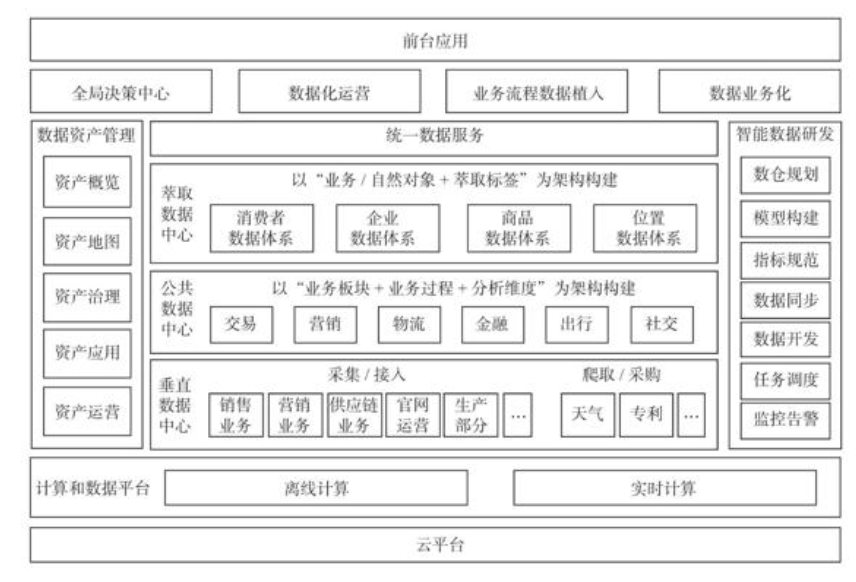 前台应用
全局决策中心
数据化运营
业务流程数据植入
数据业务化
数据资产管理
资产概览
资产地图
资产治理
资产应用
资产运营
统一数据服务
萃取
数据
中心
以“业务/自然对象+萃取标签”为架构构建
消费者
数据体系
企业
数据体系
商品
数据体系
位置
数据体系
公共
数据
中心
以“业务板块+业务过程+分析维度”为架构构建
交易
营销
物流
金融
出行
社交
垂直
数据
中心
采集/接入
销售
业务
营销
业务
供应链
业务
官网
运营
生产
部分
…
爬取/采购
天气
专利
…
智能数据研发
数仓规划
模型构建
指标规范
数据同步
数据开发
任务调度
监控告警
计算和数据平台
离线计算
实时计算
云平台